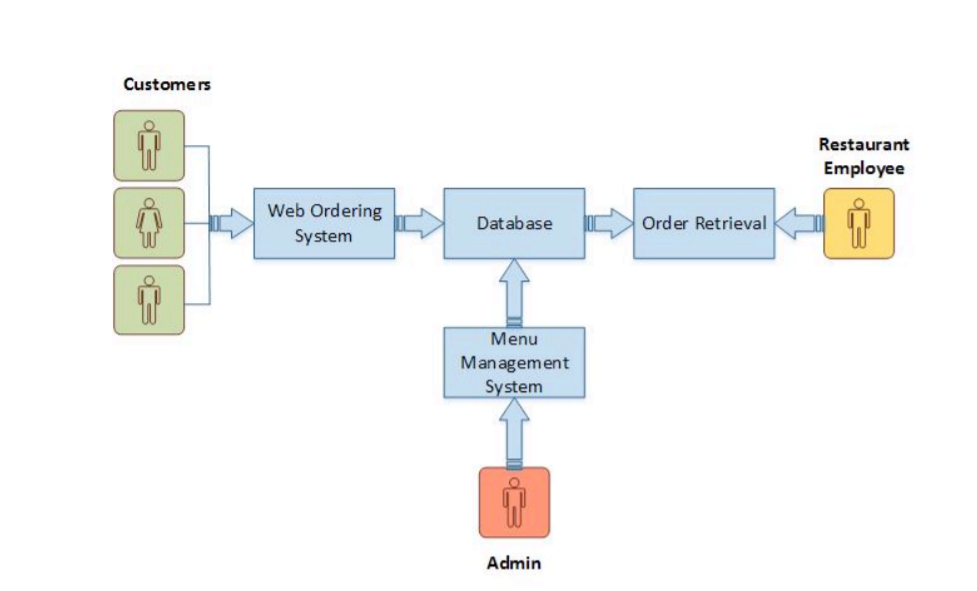 Customers
Restaurant
Employee
Web Ordering
System
Database
Order Retrieval
Menu
Management
System
Admin